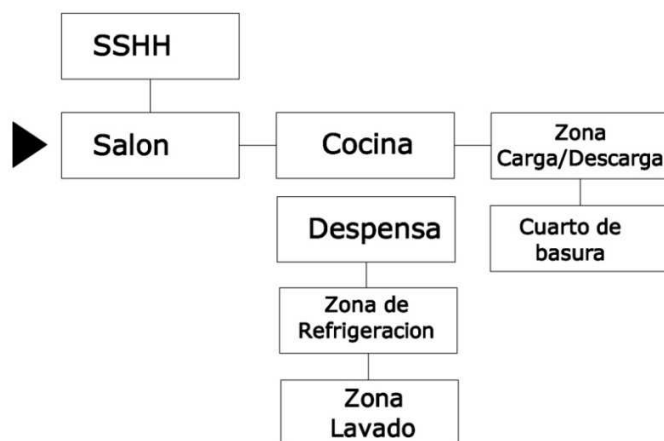 SSHH
Salon
Cocina
Zona
Carga/Descarga
Despensa
Cuarto de
basura
Zona de
Refrigeracion
Zona
Lavado